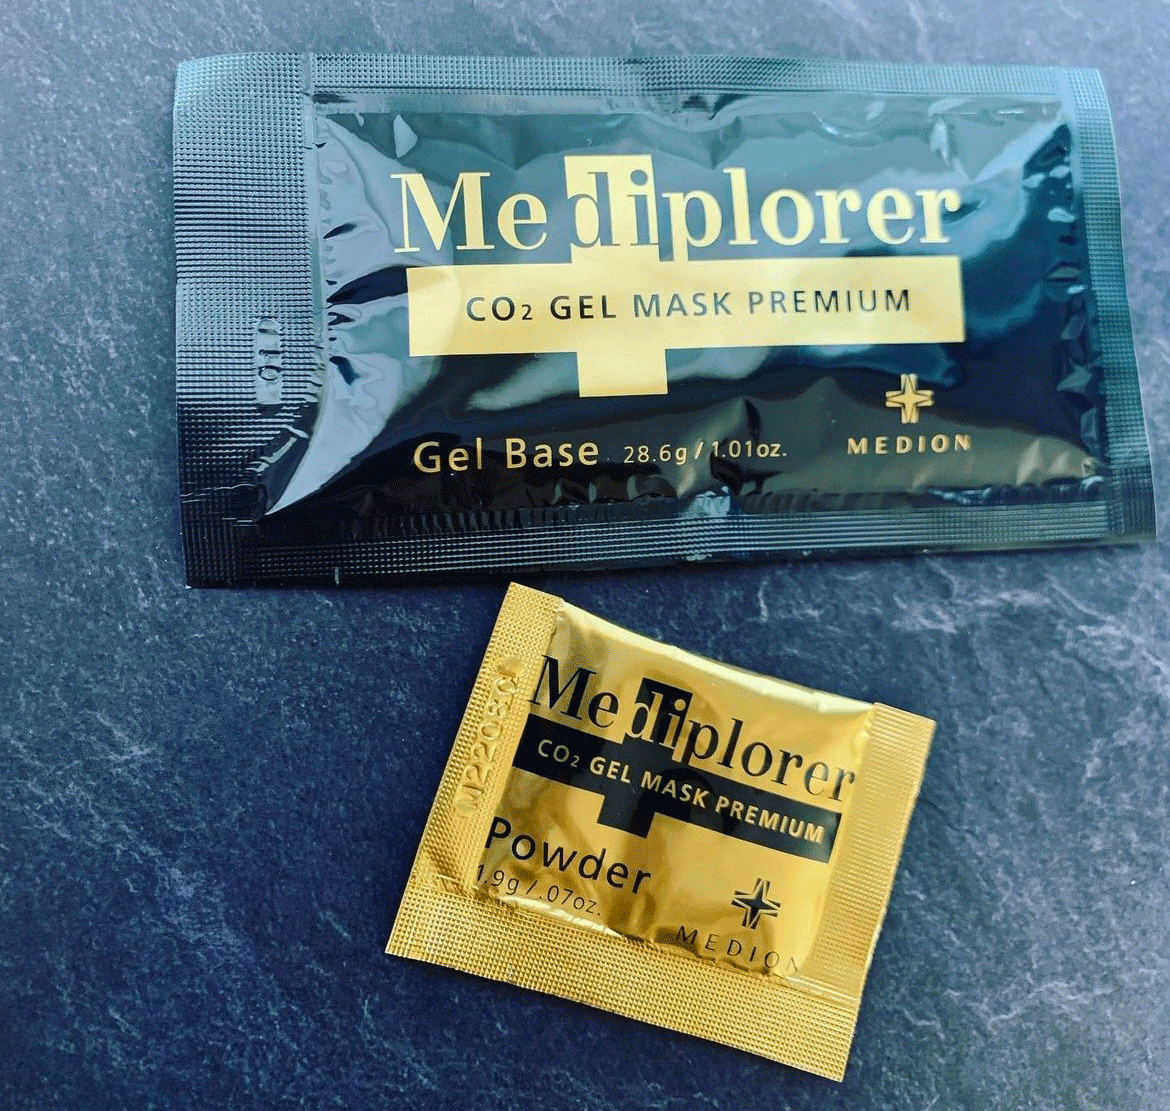 Mediplorer
CO₂ GEL MASK PREMIUM
Gel Base 28.6g/1.01oz.
MEDION
Mediplorer
CO₂ GEL MASK PREMIUM
Powder
1.9g/.07oz.
MEDION